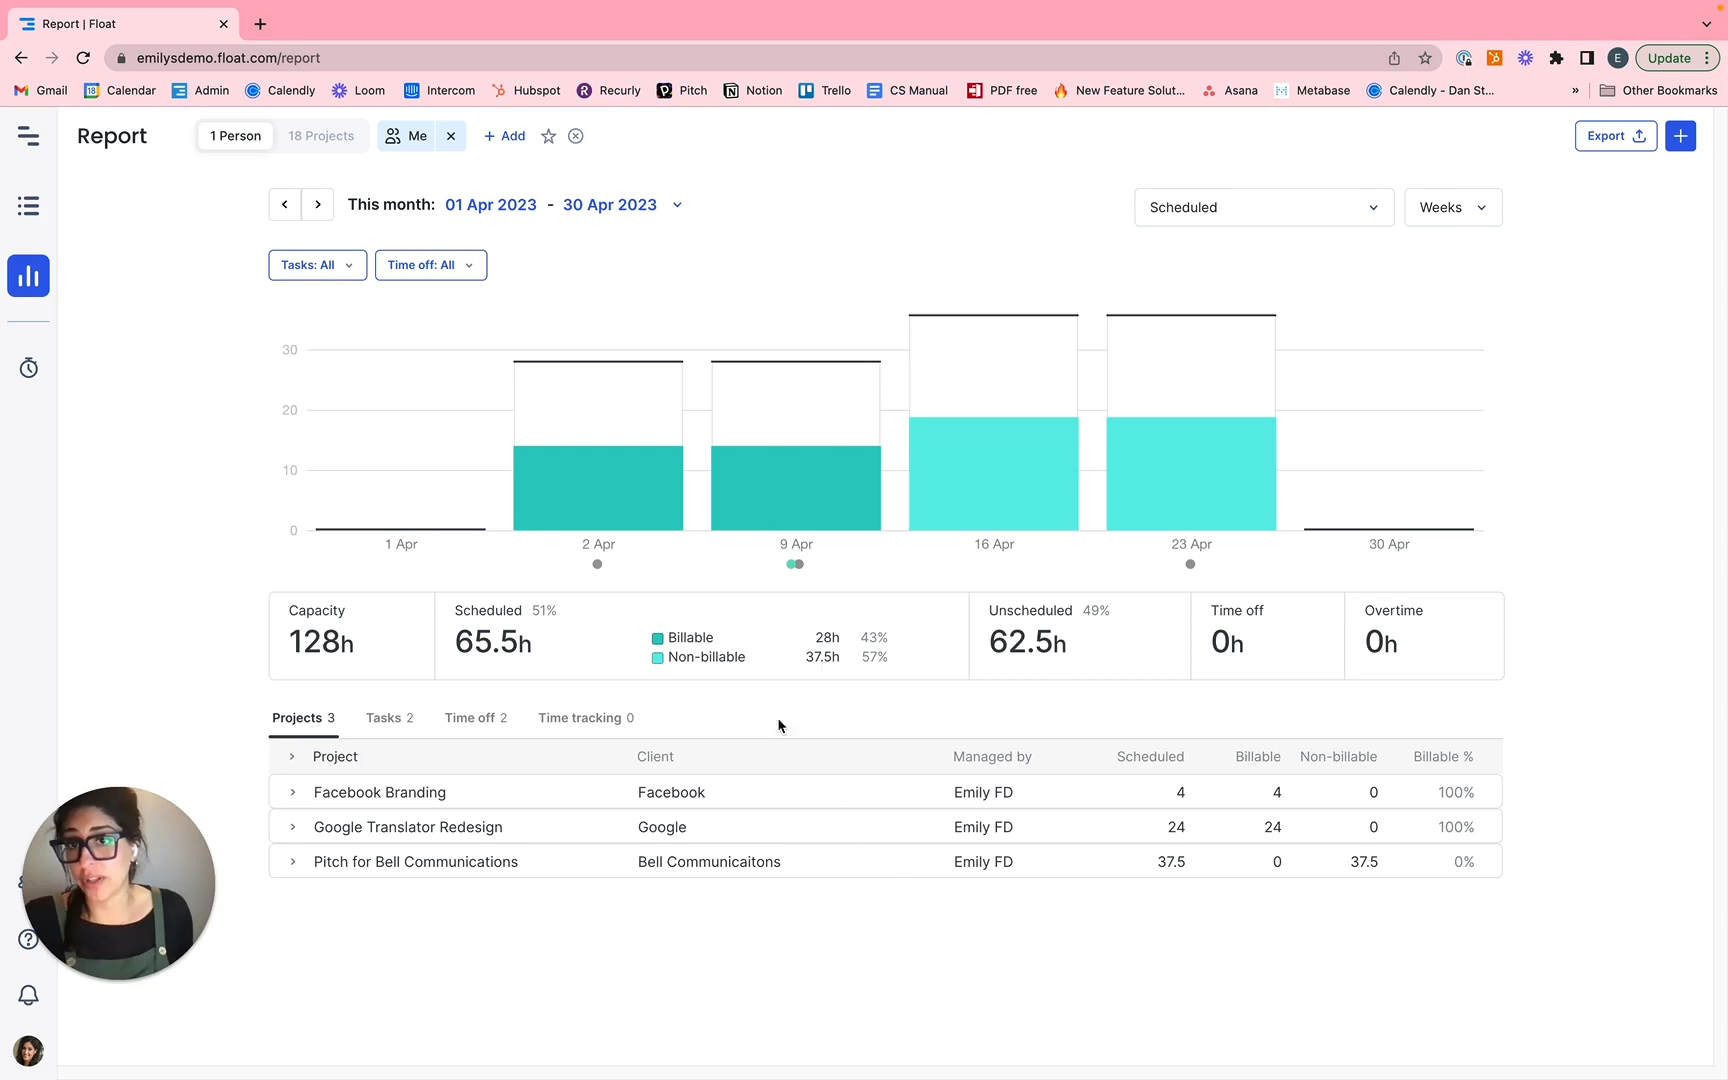 Report | Float
emilysdemo.float.com/report
E
Update
Gmail
18 Calendar
Admin
Calendly
Loom
Intercom
Hubspot
Recurly
Pitch
Notion
Trello
CS Manual
PDF free
New Feature Solut...
Asana
Metabase
Calendly - Dan St...
»
Other Bookmarks
Report
1 Person
18 Projects
Me
+ Add
Export
This month: 01 Apr 2023 - 30 Apr 2023
Scheduled
Weeks
Tasks: All
Time off: All
30
20
10
0
1 Apr
2 Apr
9 Apr
16 Apr
23 Apr
30 Apr
Capacity
128h
Scheduled 51%
65.5h
Billable 28h 43%
Non-billable 37.5h 57%
Unscheduled 49%
62.5h
Time off
0h
Overtime
0h
Projects 3
Tasks 2
Time off 2
Time tracking 0
Project Client Managed by Scheduled Billable Non-billable Billable %
Facebook Branding Facebook Emily FD 4 4 0 100%
Google Translator Redesign Google Emily FD 24 24 0 100%
Pitch for Bell Communications Bell Communicaitons Emily FD 37.5 0 37.5 0%